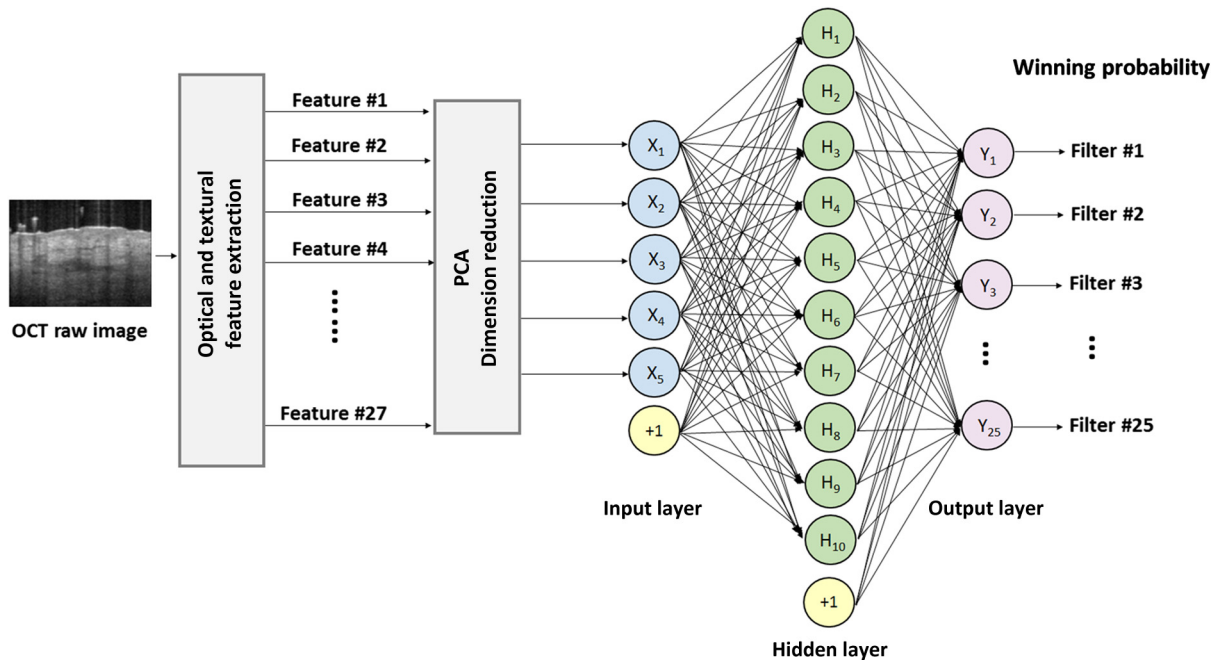 OCT raw image
Optical and textural
feature extraction
Feature #1
Feature #2
Feature #3
Feature #4
Feature #27
PCA
Dimension reduction
X1
X2
X3
X4
X5
+1
Input layer
H1
H2
H3
H4
H5
H6
H7
H8
H9
H10
+1
Hidden layer
Y1
Y2
Y3
Y25
Output layer
Winning probability
Filter #1
Filter #2
Filter #3
Filter #25